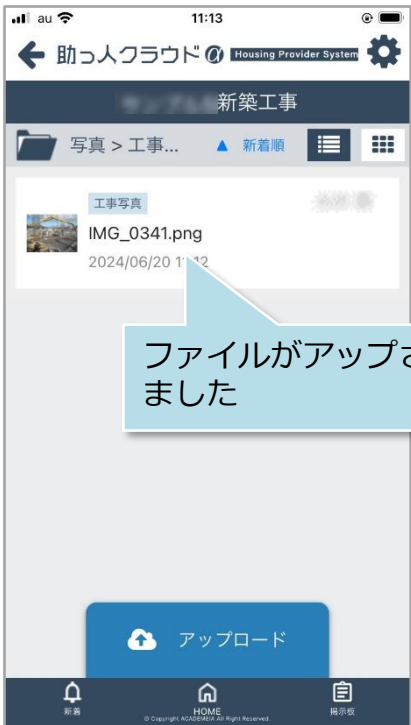 au 11:13
助っ人クラウド α Housing Provider System
新築工事
写真 > 工事... ▲ 新着順
工事写真
IMG_0341.png
2024/06/20 11:12
ファイルがアップさ
ました
アップロード
新着
HOME
掲示板
© Copyright ACADEMEIA All Right Reserved.